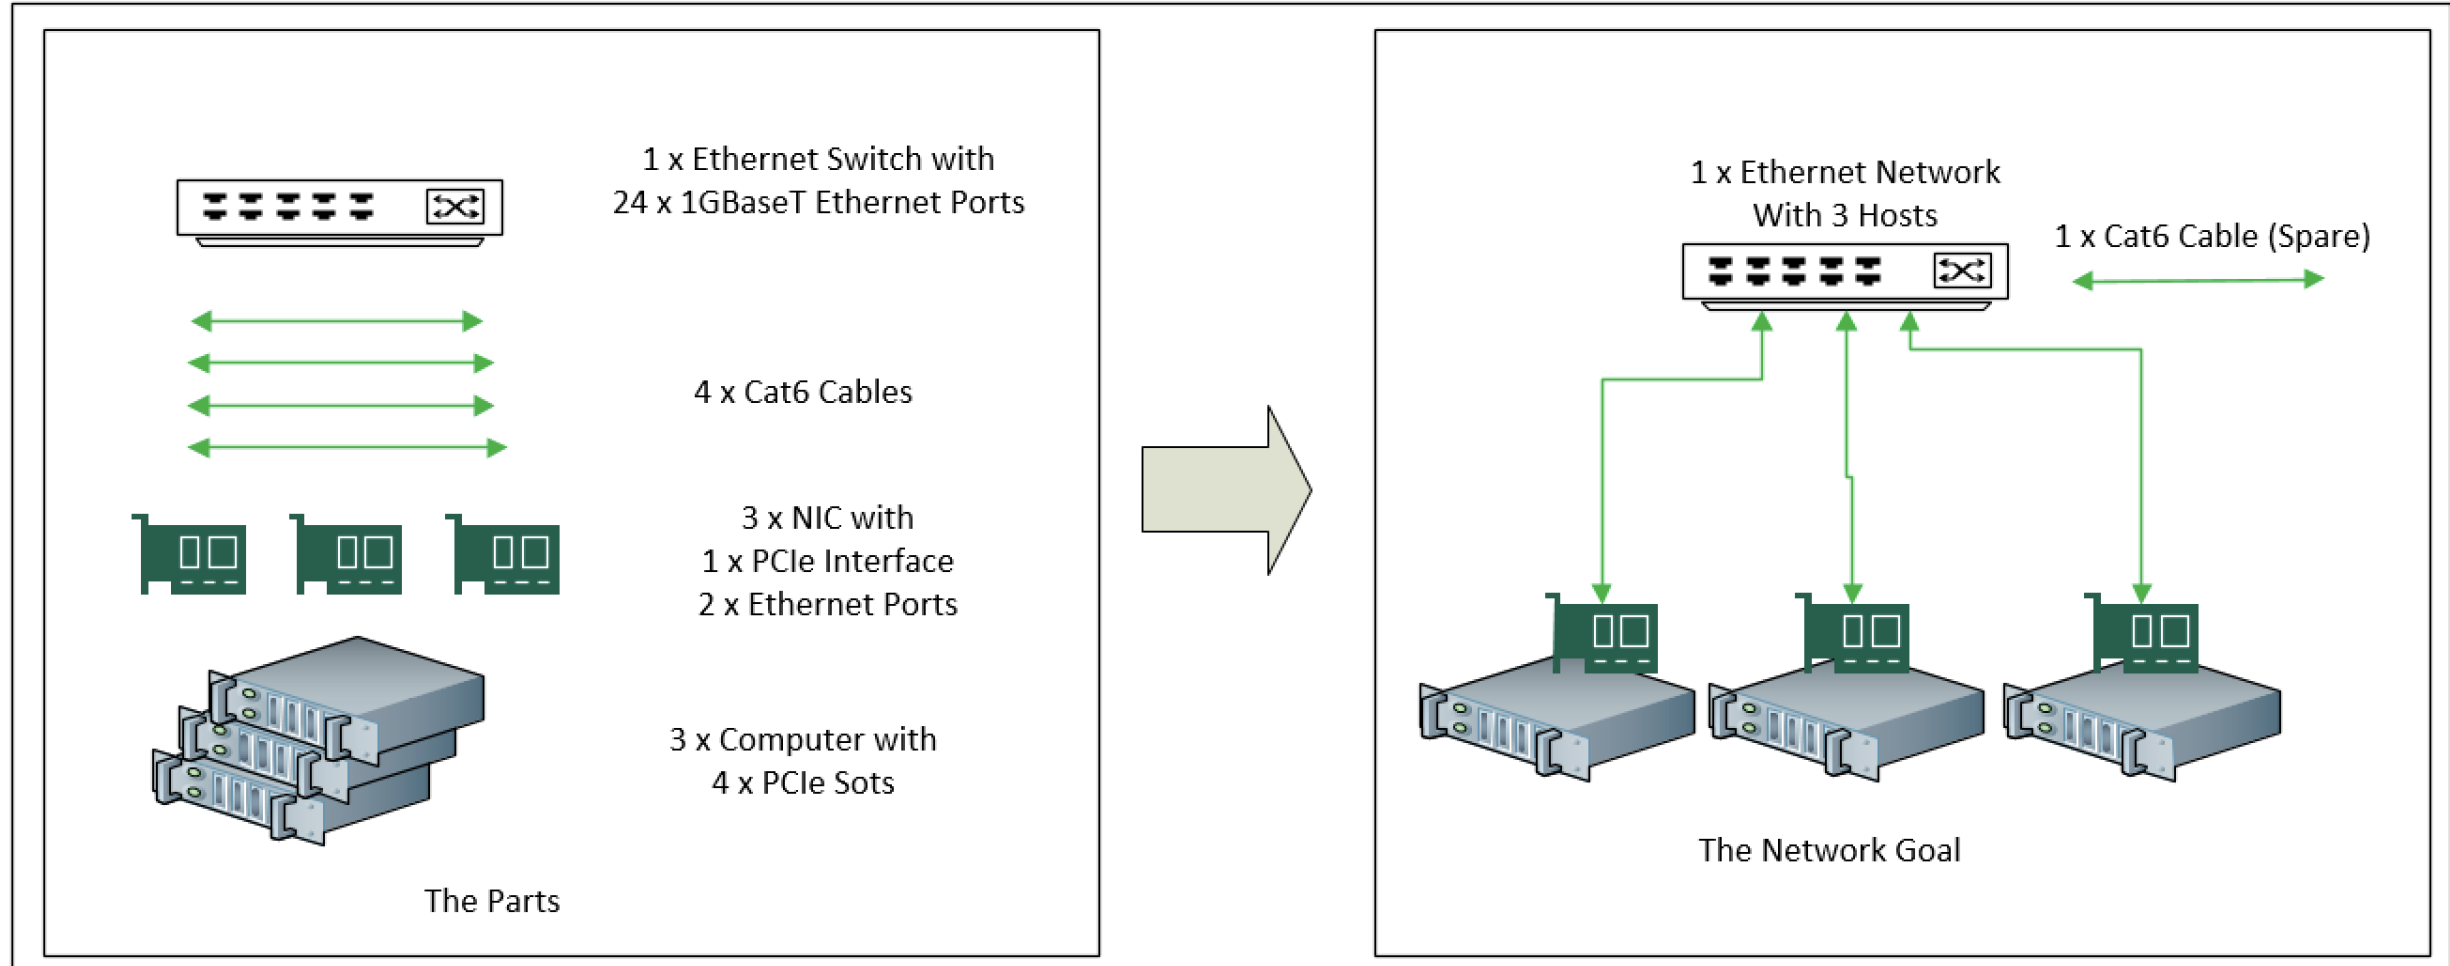 1 x Ethernet Switch with
24 x 1GBaseT Ethernet Ports
4 x Cat6 Cables
3 x NIC with
1 x PCIe Interface
2 x Ethernet Ports
3 x Computer with
4 x PCIe Sots
The Parts
1 x Ethernet Network
With 3 Hosts
1 x Cat6 Cable (Spare)
The Network Goal